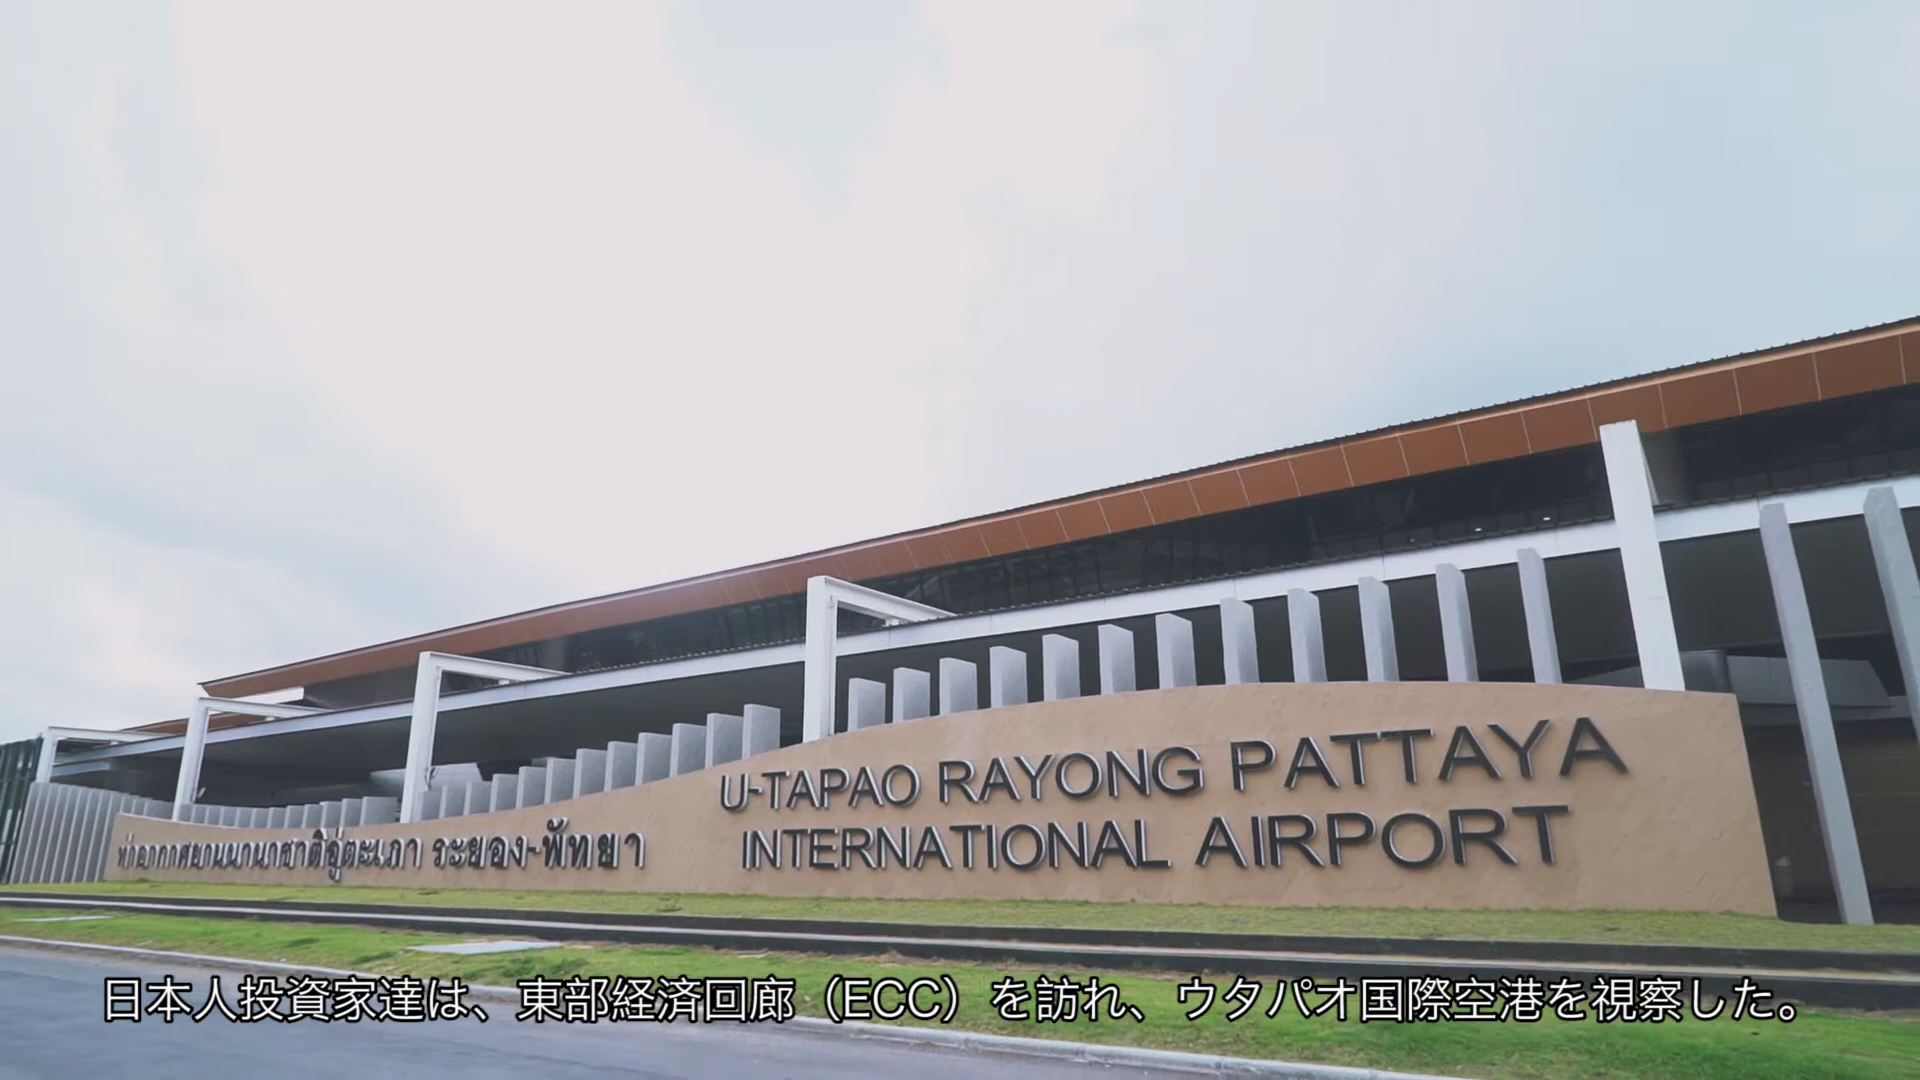 U-TAPAO RAYONG PATTAYA
INTERNATIONAL AIRPORT
ท่าอากาศยานนานาชาติอู่ตะเภา ระยอง-พัทยา
日本人投資家達は、東部経済回廊（ECC）を訪れ、ウタパオ国際空港を視察した。